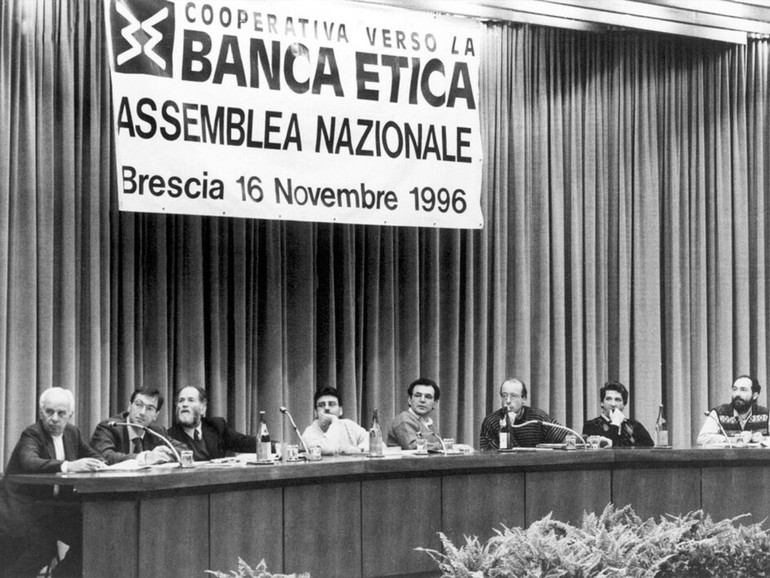 COOPERATIVA VERSO LA
BANCA ETICA
ASSEMBLEA NAZIONALE
Brescia 16 Novembre 1996